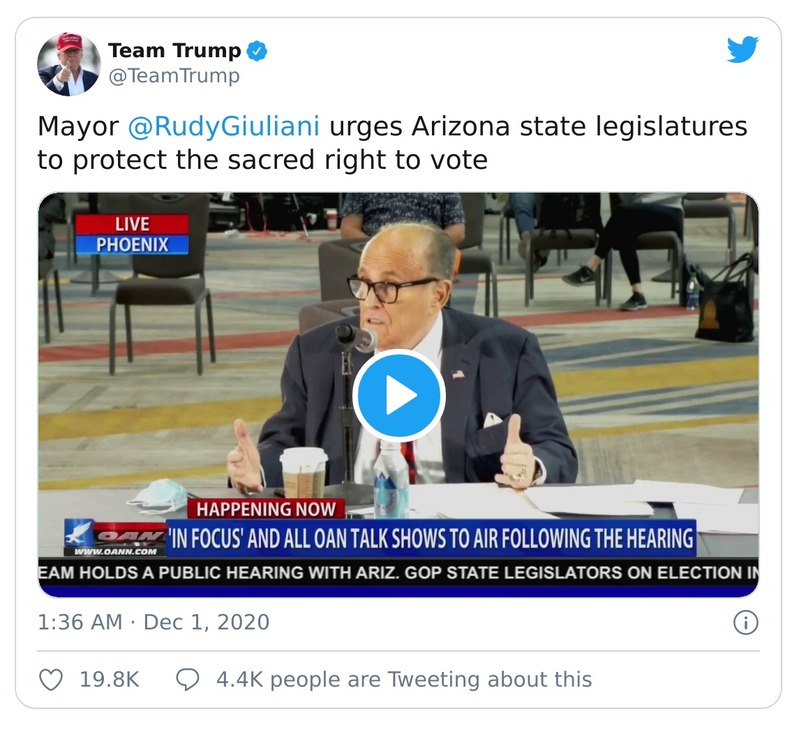 Team Trump
@TeamTrump
Mayor @RudyGiuliani urges Arizona state legislatures
to protect the sacred right to vote
LIVE
PHOENIX
HAPPENING NOW
OAN
WWW.OANN.COM
'IN FOCUS' AND ALL OAN TALK SHOWS TO AIR FOLLOWING THE HEARING
EAM HOLDS A PUBLIC HEARING WITH ARIZ. GOP STATE LEGISLATORS ON ELECTION IN
1:36 AM · Dec 1, 2020
19.8K
4.4K people are Tweeting about this